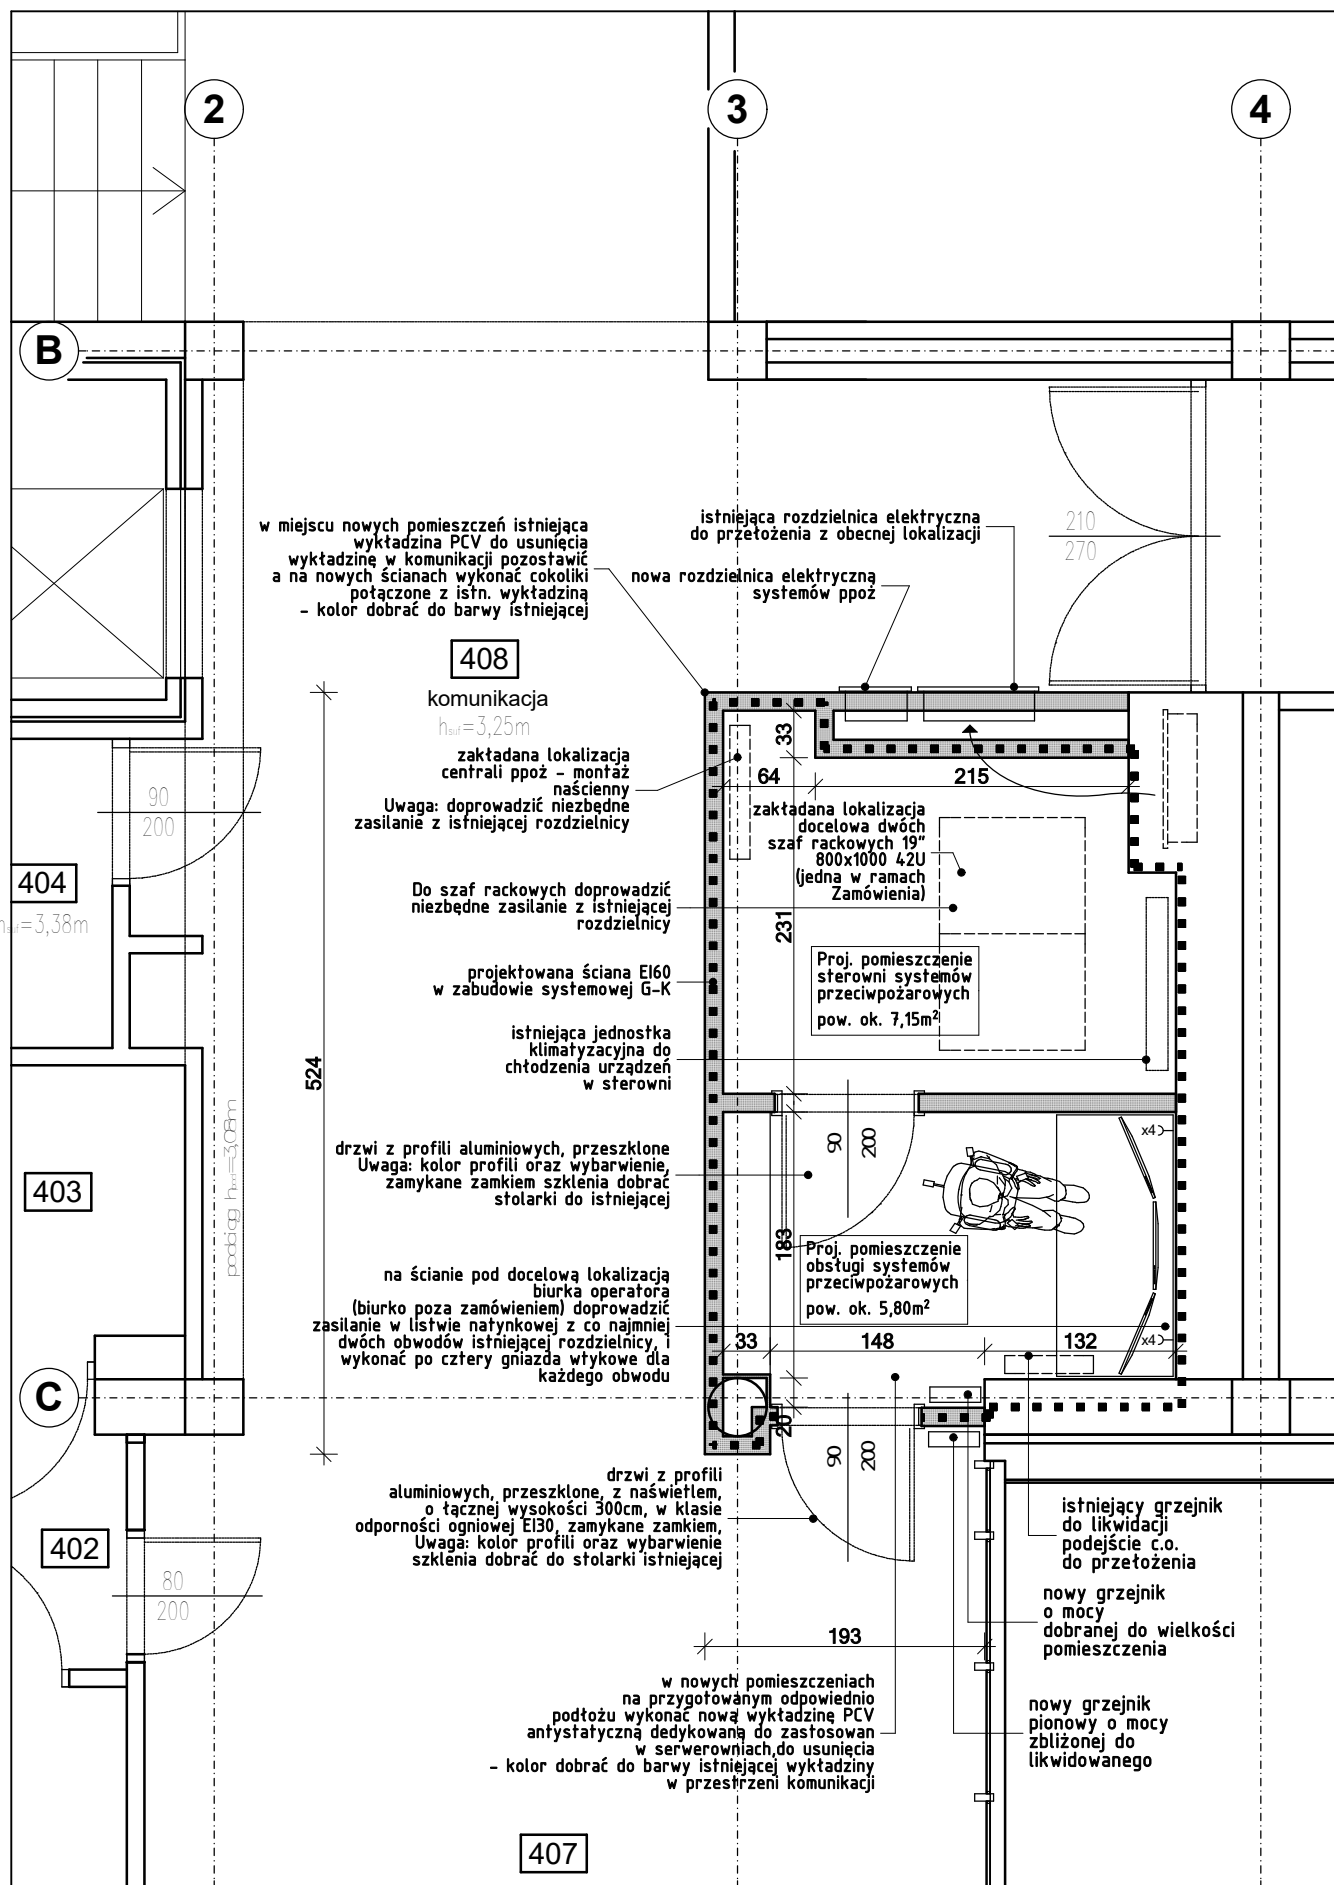 2
3
4
B
w miejscu nowych pomieszczeń istniejąca
wykładzina PCV do usunięcia
wykładzinę w komunikacji pozostawić
a na nowych ścianach wykonać cokoliki
połączone z istn. wykładziną
- kolor dobrać do barwy istniejącej
istniejąca rozdzielnica elektryczna
do przełożenia z obecnej lokalizacji
nowa rozdzielnica elektryczną
systemów ppoż
210
270
408
komunikacja
hsuf=3,25m
zakładana lokalizacja
centrali ppoż - montaż
naścienny
Uwaga: doprowadzić niezbędne
zasilanie z istniejącej rozdzielnicy
33
64
215
90
200
zakładana lokalizacja
docelowa dwóch
szaf rackowych 19"
800x1000 42U
(jedna w ramach
Zamówienia)
404
hsuf=3,38m
Do szaf rackowych doprowadzić
niezbędne zasilanie z istniejącej
rozdzielnicy
231
projektowana ściana EI60
w zabudowie systemowej G-K
Proj. pomieszczenie
sterowni systemów
przeciwpożarowych
pow. ok. 7,15m²
istniejąca jednostka
klimatyzacyjna do
chłodzenia urządzeń
w sterowni
524
podciąg hpod=3,08m
403
drzwi z profili aluminiowych, przeszklone
Uwaga: kolor profili oraz wybarwienie,
zamykane zamkiem szklenia dobrać
stolarki do istniejącej
90
200
x4
183
Proj. pomieszczenie
obsługi systemów
przeciwpożarowych
pow. ok. 5,80m²
na ścianie pod docelową lokalizacją
biurka operatora
(biurko poza zamówieniem) doprowadzić
zasilanie w listwie natynkowej z co najmniej
dwóch obwodów istniejącej rozdzielnicy, i
wykonać po cztery gniazda wtykowe dla
każdego obwodu
33
148
132
x4
C
20
90
200
drzwi z profili
aluminiowych, przeszklone, z naświetlem,
o łącznej wysokości 300cm, w klasie
odporności ogniowej EI30, zamykane zamkiem,
Uwaga: kolor profili oraz wybarwienie
szklenia dobrać do stolarki istniejącej
istniejący grzejnik
do likwidacji
podejście c.o.
do przełożenia
402
80
200
nowy grzejnik
o mocy
dobranej do wielkości
pomieszczenia
193
w nowych pomieszczeniach
na przygotowanym odpowiednio
podłożu wykonać nową wykładzinę PCV
antystatyczną dedykowaną do zastosowan
w serwerowniach,do usunięcia
- kolor dobrać do barwy istniejącej wykładziny
w przestrzeni komunikacji
nowy grzejnik
pionowy o mocy
zbliżonej do
likwidowanego
407